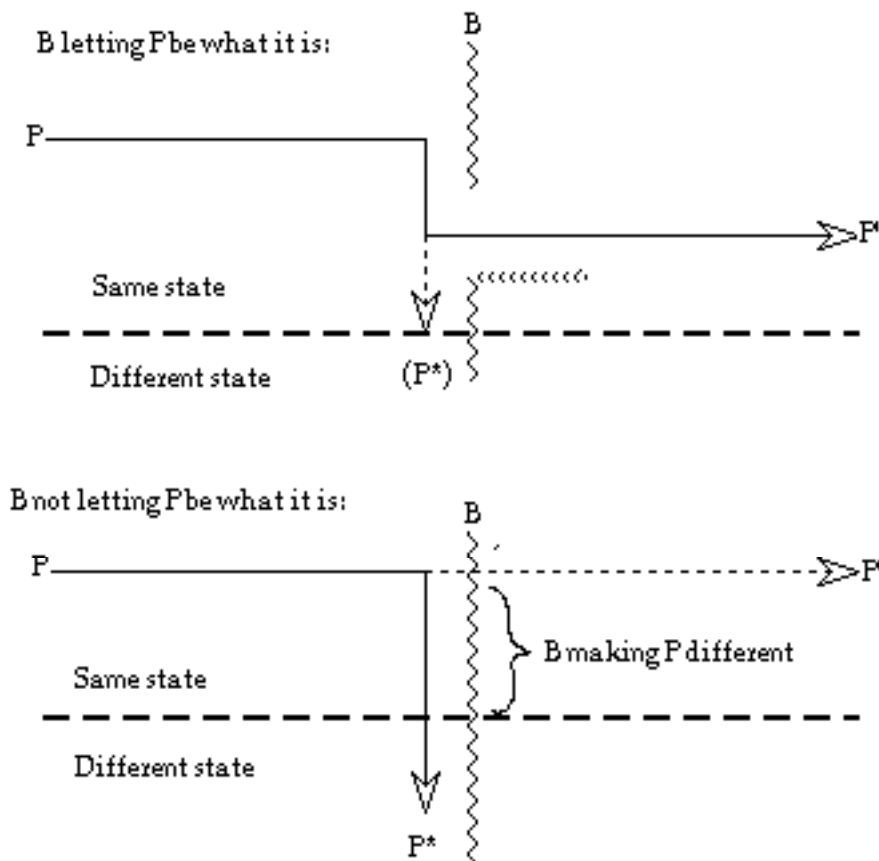 B
B letting P be what it is:
P
P'
Same state
Different state
(P*)
B not letting P be what it is:
B
P
P'
B making P different
Same state
Different state
P*